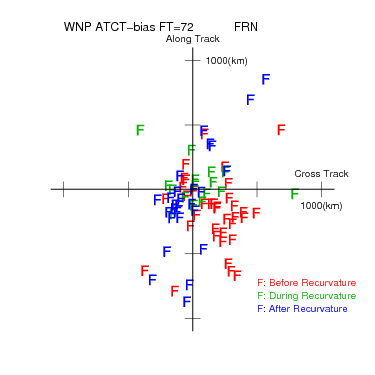 WNP ATCT-bias FT=72 FRN
Along Track
1000(km)
Cross Track
1000(km)
F: Before Recurvature
F: During Recurvature
F: After Recurvature